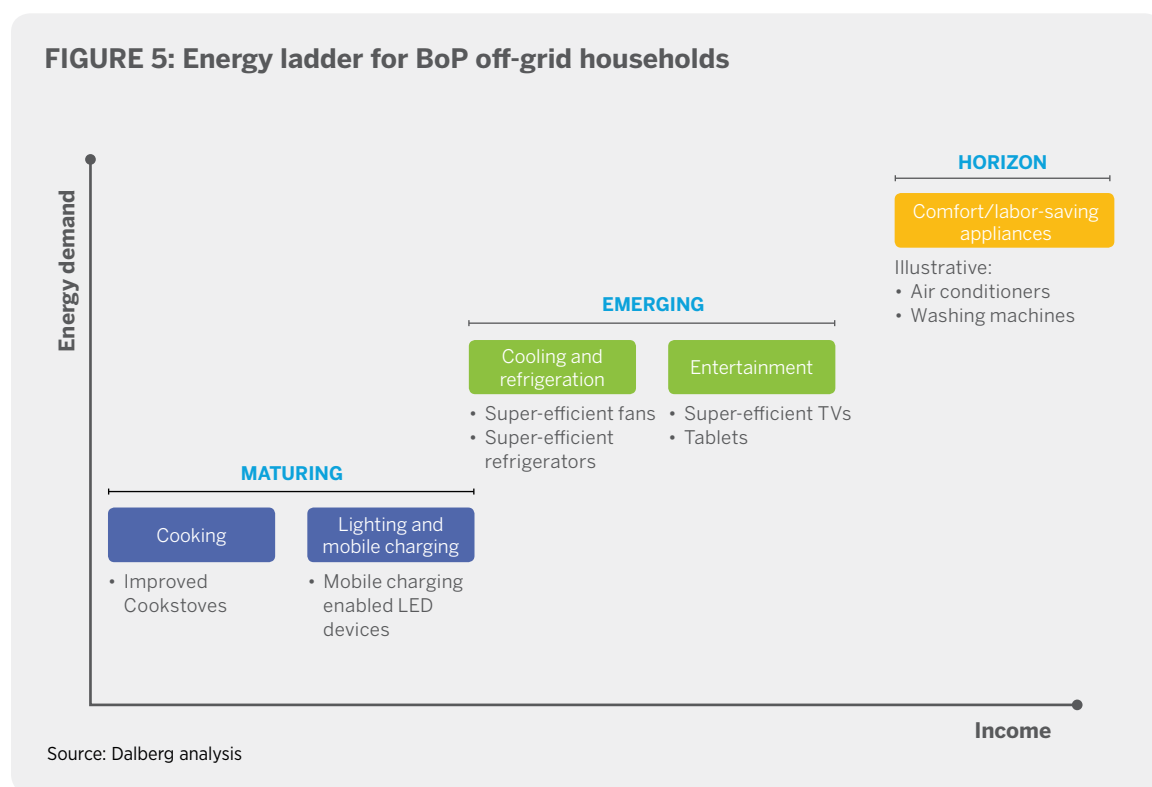 FIGURE 5: Energy ladder for BoP off-grid households
Energy demand
HORIZON
Comfort/labor-saving
appliances
Illustrative:
• Air conditioners
• Washing machines
EMERGING
Cooling and
refrigeration
• Super-efficient fans
• Super-efficient
refrigerators
Entertainment
• Super-efficient TVs
• Tablets
MATURING
Cooking
• Improved
Cookstoves
Lighting and
mobile charging
• Mobile charging
enabled LED
devices
Income
Source: Dalberg analysis